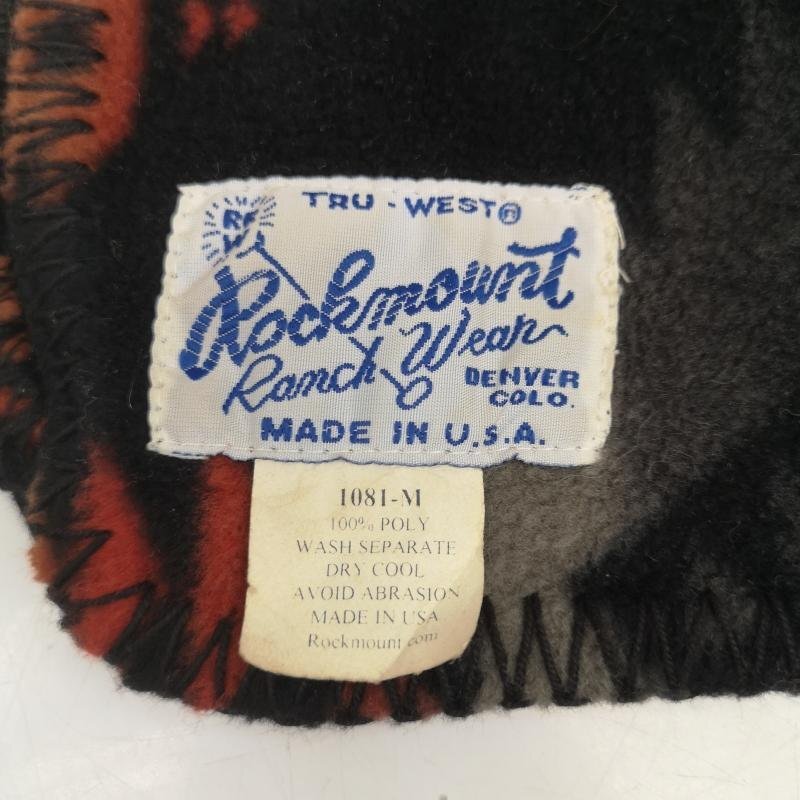 TRU-WEST®
Rockmount
Ranch Wear
DENVER
COLO.
MADE IN U.S.A.
1081-M
100% POLY
WASH SEPARATE
DRY COOL
AVOID ABRASION
MADE IN USA
Rockmount.com